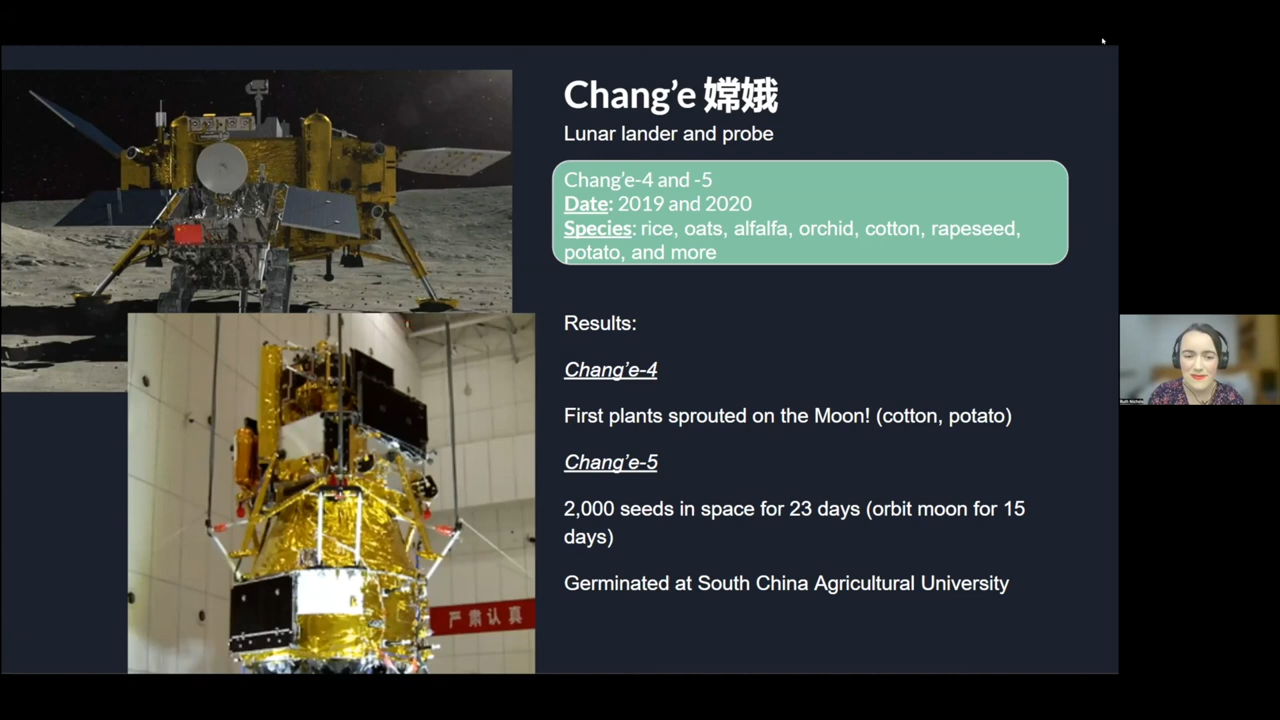 Chang’e 嫦娥
Lunar lander and probe
Chang’e-4 and -5
Date: 2019 and 2020
Species: rice, oats, alfalfa, orchid, cotton, rapeseed,
potato, and more
Results:
Chang’e-4
First plants sprouted on the Moon! (cotton, potato)
Chang’e-5
2,000 seeds in space for 23 days (orbit moon for 15
days)
Germinated at South China Agricultural University
严肃认真